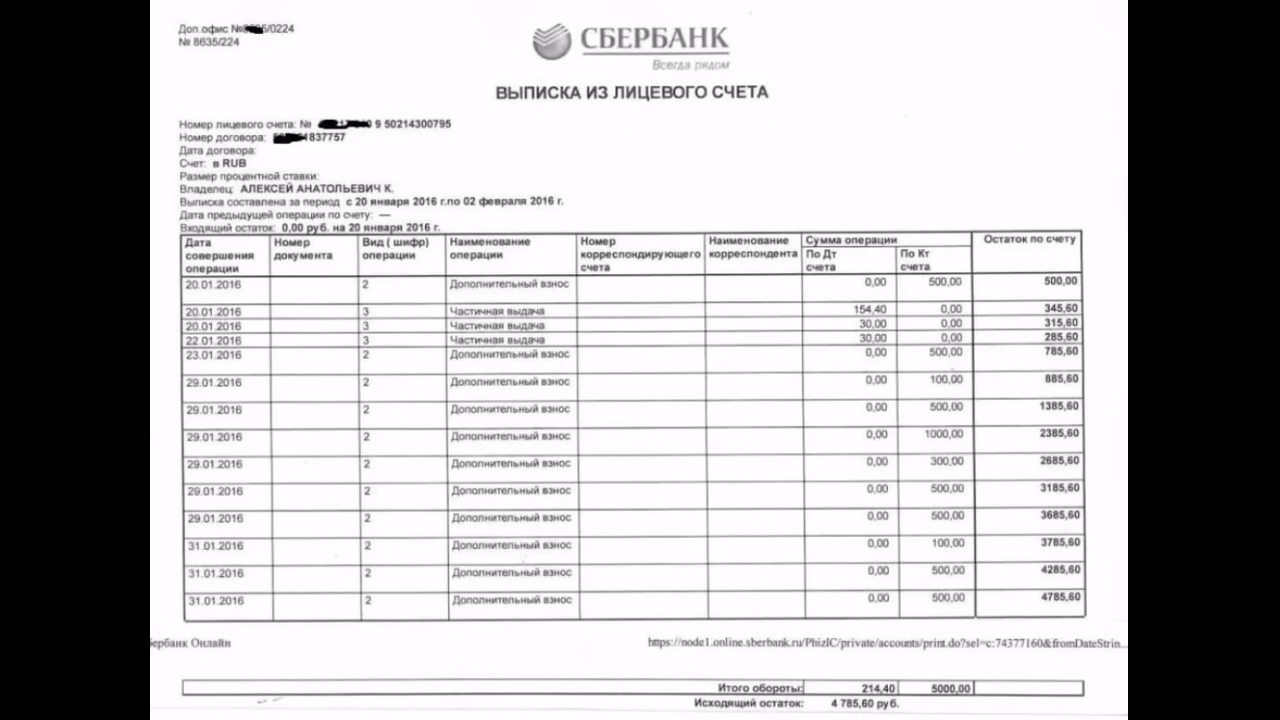 Доп.офис №/0224
№ 8635/224
СБЕРБАНК
Всегда рядом
ВЫПИСКА ИЗ ЛИЦЕВОГО СЧЕТА
Номер лицевого счета: № 9 50214300795
Номер договора: 1837757
Дата договора:
Счет: в RUB
Размер процентной ставки:
Владелец: АЛЕКСЕЙ АНАТОЛЬЕВИЧ К.
Выписка составлена за период с 20 января 2016 г.по 02 февраля 2016 г.
Дата предыдущей операции по счету: —
Входящий остаток: 0,00 руб. на 20 января 2016 г.
Дата совершения операции Номер документа Вид ( шифр) операции Наименование операции Номер корреспондирующего счета Наименование корреспондента Сумма операции По Дт счета По Кт счета Остаток по счету
20.01.2016 2 Дополнительный взнос 0,00 500,00 500,00
20.01.2016 3 Частичная выдача 154,40 0,00 345,60
20.01.2016 3 Частичная выдача 30,00 0,00 315,60
22.01.2016 3 Частичная выдача 30,00 0,00 285,60
23.01.2016 2 Дополнительный взнос 0,00 500,00 785,60
29.01.2016 2 Дополнительный взнос 0,00 100,00 885,60
29.01.2016 2 Дополнительный взнос 0,00 500,00 1385,60
29.01.2016 2 Дополнительный взнос 0,00 1000,00 2385,60
29.01.2016 2 Дополнительный взнос 0,00 300,00 2685,60
29.01.2016 2 Дополнительный взнос 0,00 500,00 3185,60
29.01.2016 2 Дополнительный взнос 0,00 500,00 3685,60
31.01.2016 2 Дополнительный взнос 0,00 100,00 3785,60
31.01.2016 2 Дополнительный взнос 0,00 500,00 4285,60
31.01.2016 2 Дополнительный взнос 0,00 500,00 4785,60
ербанк Онлайн https://node1.online.sberbank.ru/PhizIC/private/accounts/print.do?sel=c:74377160&fromDateStrin...
Итого обороты: 214,40 5000,00
Исходящий остаток: 4 785,60 руб.